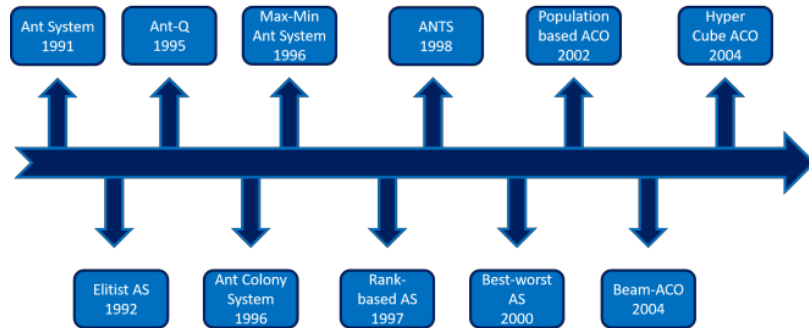 Ant System
1991
Ant-Q
1995
Max-Min
Ant System
1996
ANTS
1998
Population
based ACO
2002
Hyper
Cube ACO
2004
Elitist AS
1992
Ant Colony
System
1996
Rank-
based AS
1997
Best-worst
AS
2000
Beam-ACO
2004